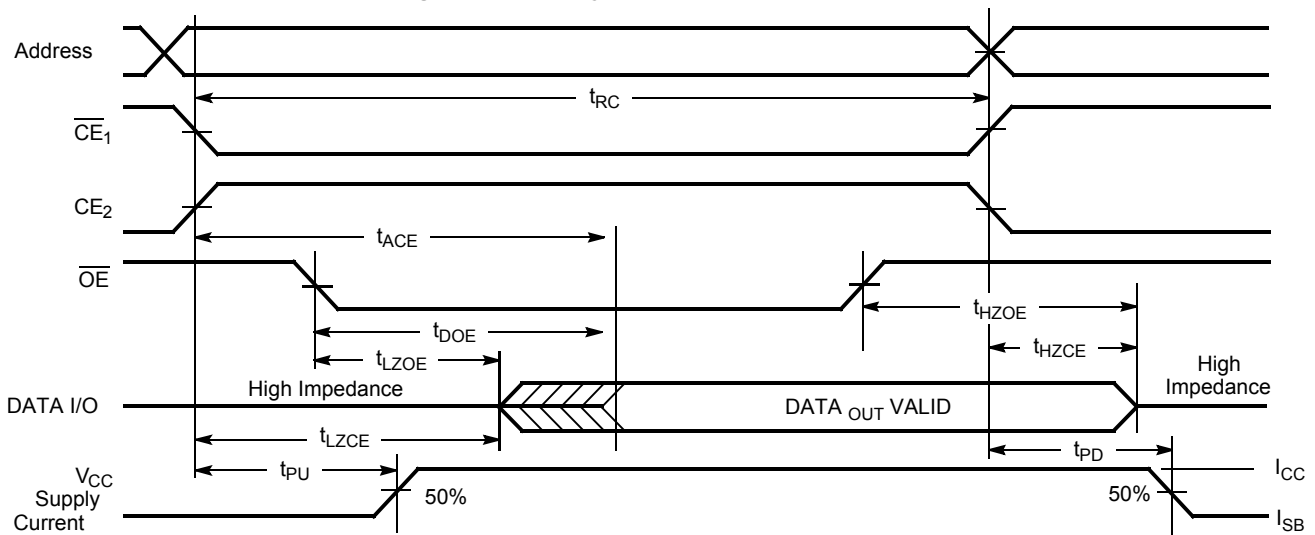 Address
tRC
CE1
CE2
tACE
OE
tHZOE
tDOE
tLZOE
tHZCE
High Impedance
High
Impedance
DATA I/O
DATA OUT VALID
tLZCE
tPU
tPD
VCC
Supply
Current
50%
50%
ICC
ISB